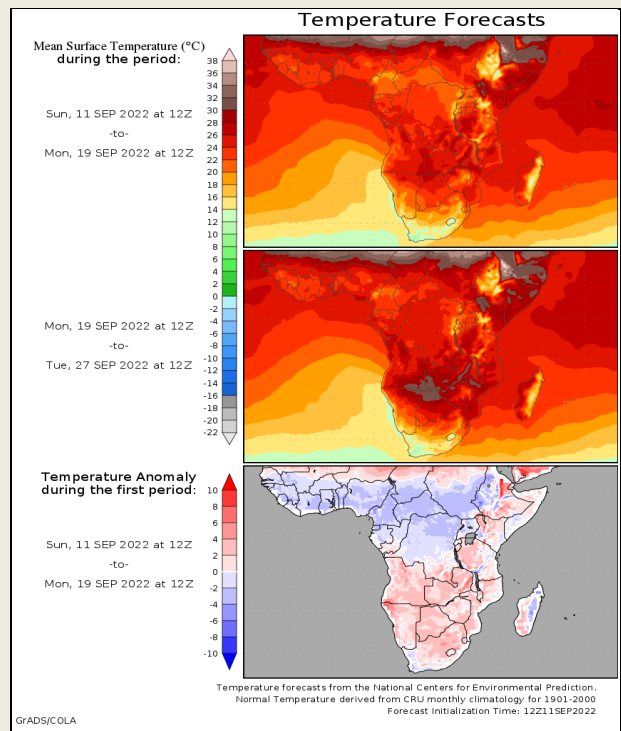 Temperature Forecasts
Mean Surface Temperature (°C)
during the period:
Sun, 11 SEP 2022 at 12Z
-to-
Mon, 19 SEP 2022 at 12Z
38
36
34
32
30
28
26
24
22
20
18
16
14
12
10
8
6
4
2
0
-2
-4
-6
-8
-10
-12
-14
-16
-18
-20
-22
Mon, 19 SEP 2022 at 12Z
-to-
Tue, 27 SEP 2022 at 12Z
Temperature Anomaly
during the first period:
Sun, 11 SEP 2022 at 12Z
-to-
Mon, 19 SEP 2022 at 12Z
10
8
6
4
2
0
-2
-4
-6
-8
-10
Temperature forecasts from the National Centers for Environmental Prediction.
Normal Temperature derived from CRU monthly climatology for 1901-2000
Forecast Initialization Time: 12Z11SEP2022
GrADS/COLA